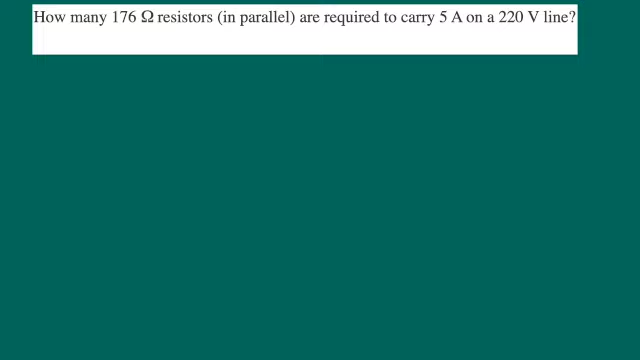 How many 176 Ω resistors (in parallel) are required to carry 5 A on a 220 V line?